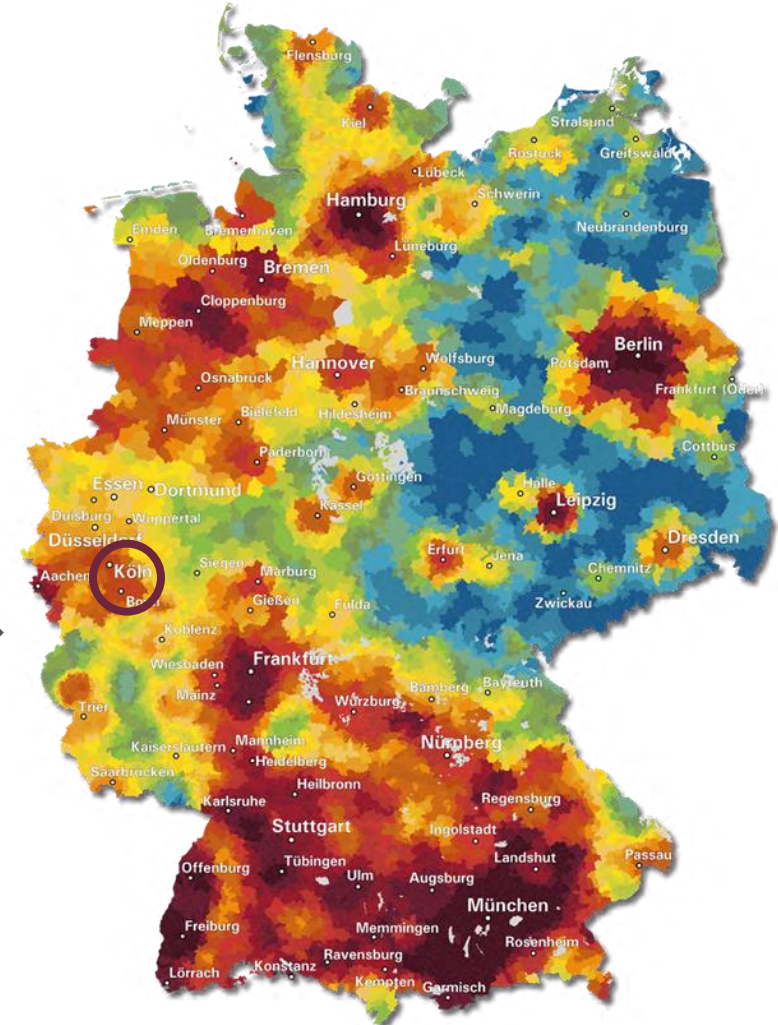 Flensburg
Kiel
Stralsund
Rostock
Greifswald
Lübeck
Schwerin
Hamburg
Neubrandenburg
Emden
Bremerhaven
Lüneburg
Oldenburg
Bremen
Cloppenburg
Meppen
Berlin
Hannover
Wolfsburg
Potsdam
Osnabrück
Braunschweig
Frankfurt (Oder)
Münster
Bielefeld
Hildesheim
Magdeburg
Paderborn
Cottbus
Göttingen
Essen
Dortmund
Halle
Leipzig
Kassel
Duisburg
Wuppertal
Düsseldorf
Dresden
Erfurt
Jena
Siegen
Aachen
Köln
Marburg
Chemnitz
Bonn
Gießen
Fulda
Zwickau
Koblenz
Frankfurt
Wiesbaden
Bamberg
Bayreuth
Mainz
Würzburg
Trier
Kaiserslautern
Mannheim
Nürnberg
Heidelberg
Saarbrücken
Heilbronn
Karlsruhe
Regensburg
Stuttgart
Ingolstadt
Offenburg
Tübingen
Landshut
Passau
Ulm
Augsburg
München
Freiburg
Memmingen
Rosenheim
Ravensburg
Lörrach
Konstanz
Kempten
Garmisch